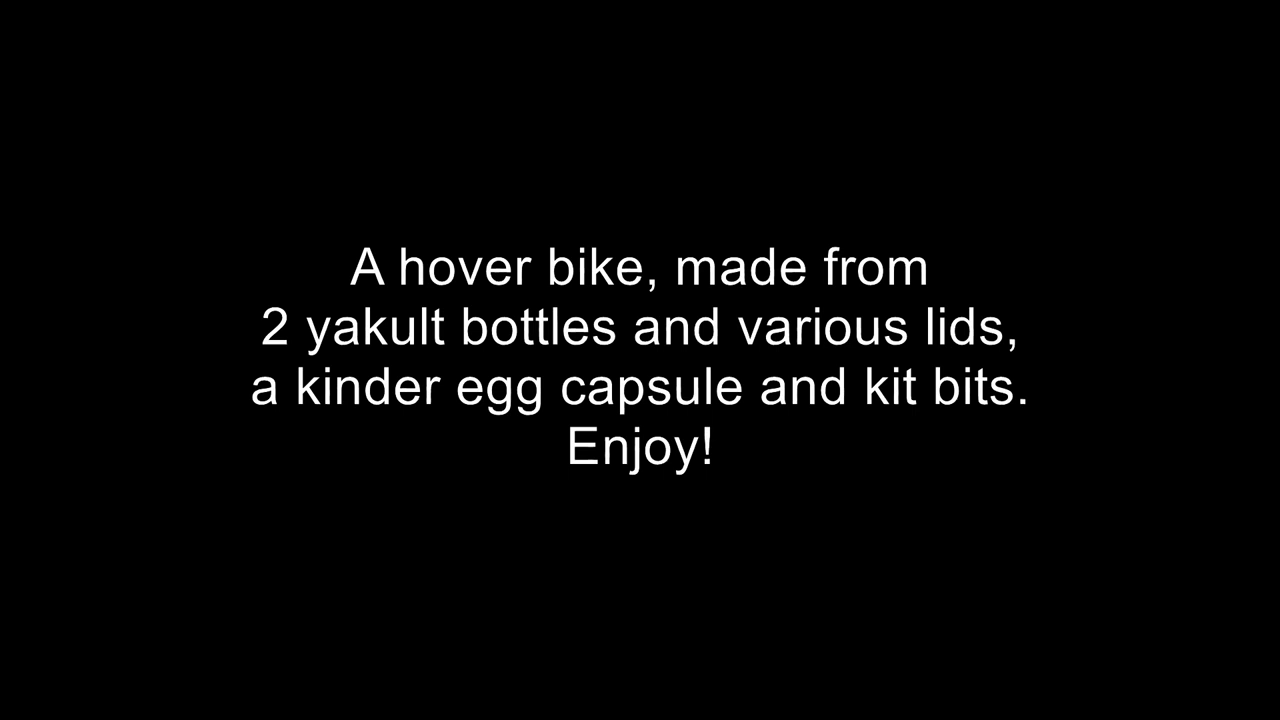 A hover bike, made from
2 yakult bottles and various lids,
a kinder egg capsule and kit bits.
Enjoy!